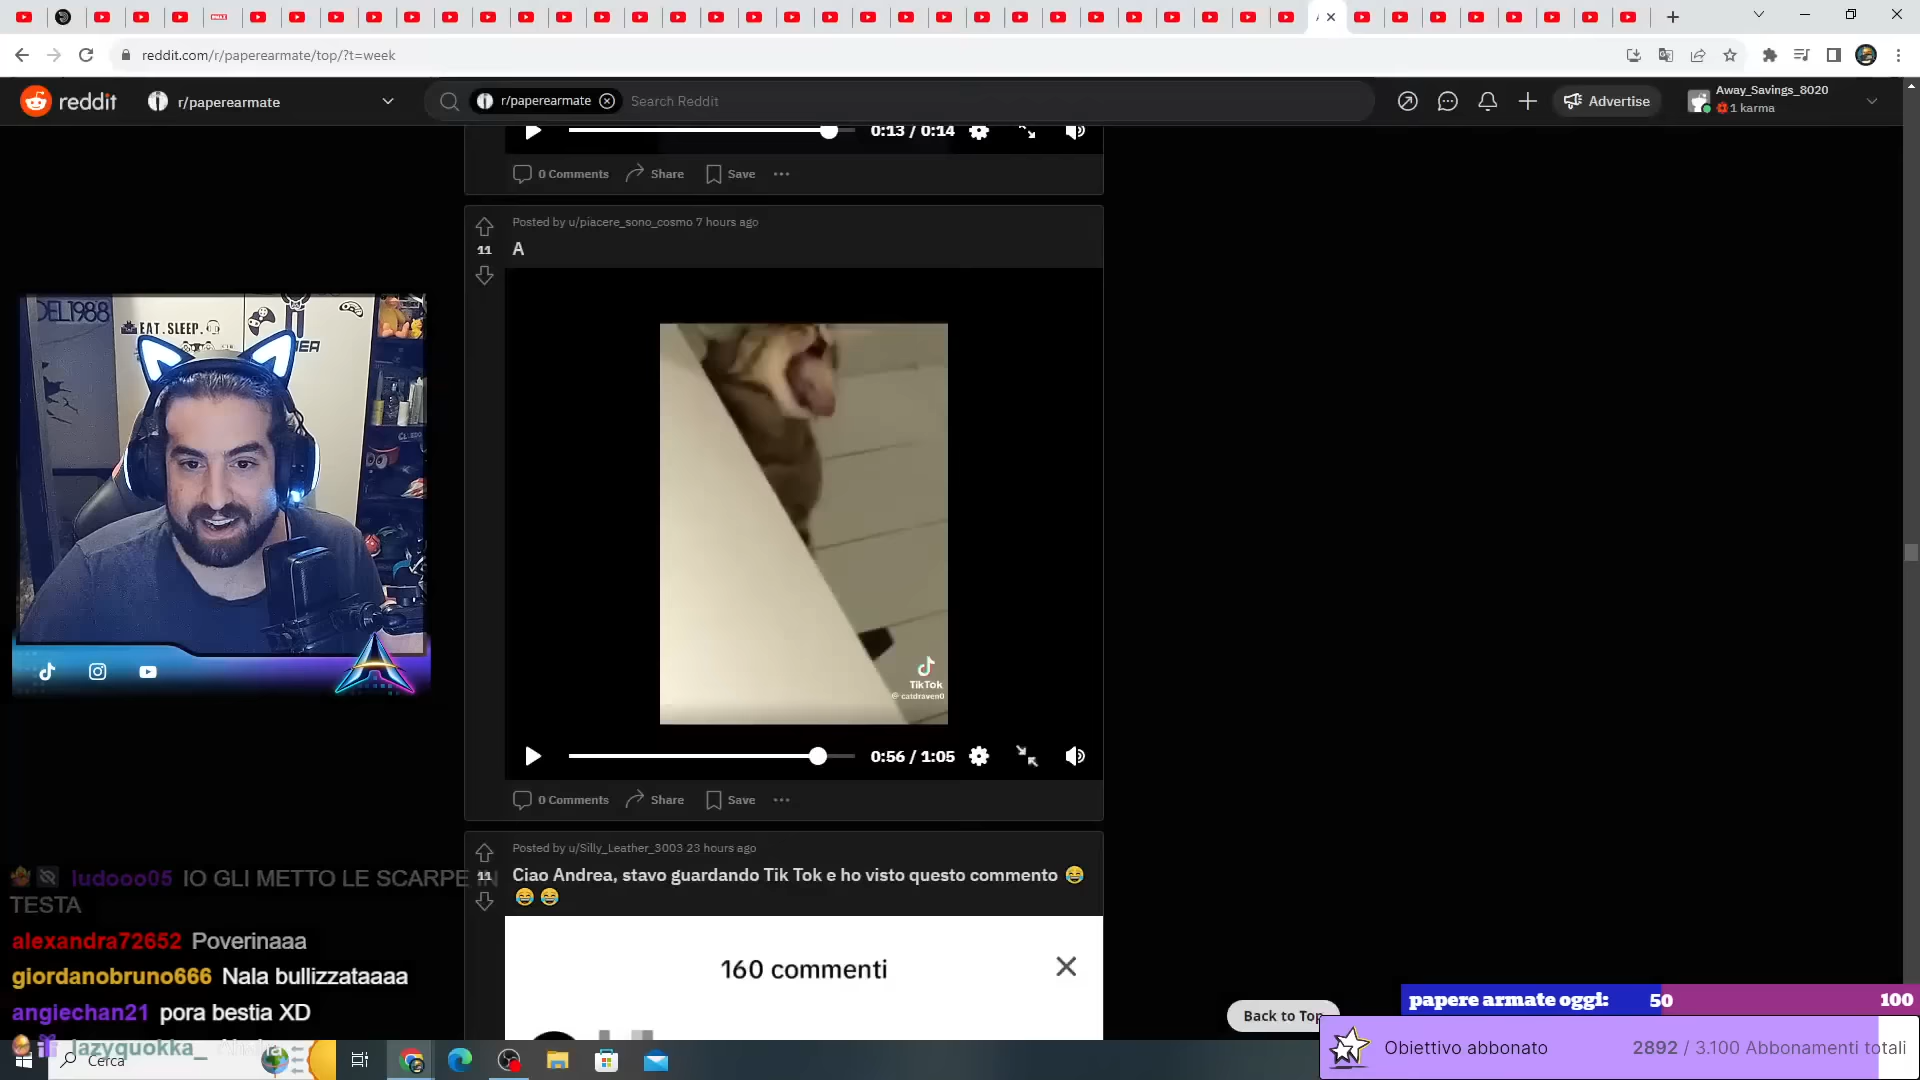 reddit.com/r/paperearmate/top/?t=week
reddit
r/paperearmate
r/paperearmate
Search Reddit
Advertise
Away_Savings_8020
1 karma
0:13 / 0:14
0 Comments
Share
Save
Posted by u/piacere_sono_cosmo 7 hours ago
11
A
DEL1988
EAT.SLEEP.
TikTok
@ catdraven0
0:56 / 1:05
0 Comments
Share
Save
Posted by u/Silly_Leather_3003 23 hours ago
11
Ciao Andrea, stavo guardando Tik Tok e ho visto questo commento 😂
😂 😂
160 commenti
ludooo05 IO GLI METTO LE SCARPE IN
TESTA
alexandra72652 Poverinaaa
giordanobruno666 Nala bullizzataaaa
angiechan21 pora bestia XD
lazyquokka_
Cerca
Back to Top
papere armate oggi: 50 100
Obiettivo abbonato 2892 / 3.100 Abbonamenti totali